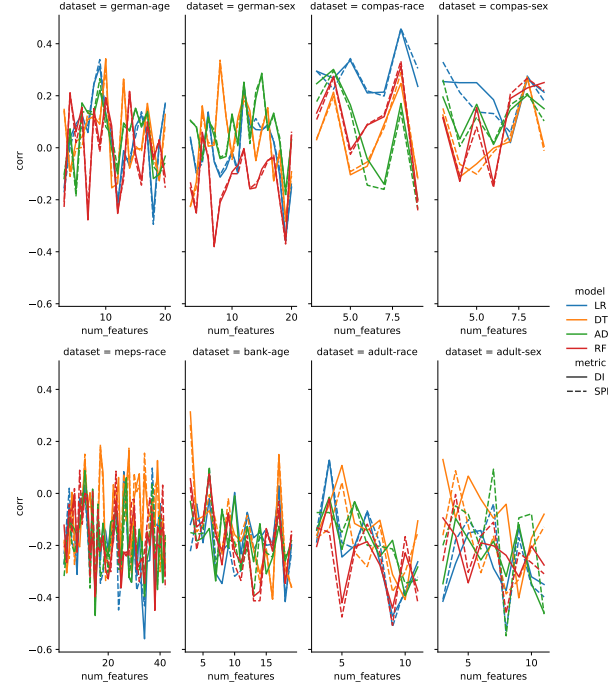 dataset = german-age
dataset = german-sex
dataset = compas-race
dataset = compas-sex
corr
0.4
0.2
0.0
−0.2
−0.4
−0.6
10
20
10
20
5.0
7.5
5.0
7.5
num_features
num_features
num_features
num_features
dataset = meps-race
dataset = bank-age
dataset = adult-race
dataset = adult-sex
corr
0.4
0.2
0.0
−0.2
−0.4
−0.6
20
40
5
10
15
5
10
5
10
num_features
num_features
num_features
num_features
model
LR
DT
AD
RF
metric
DI